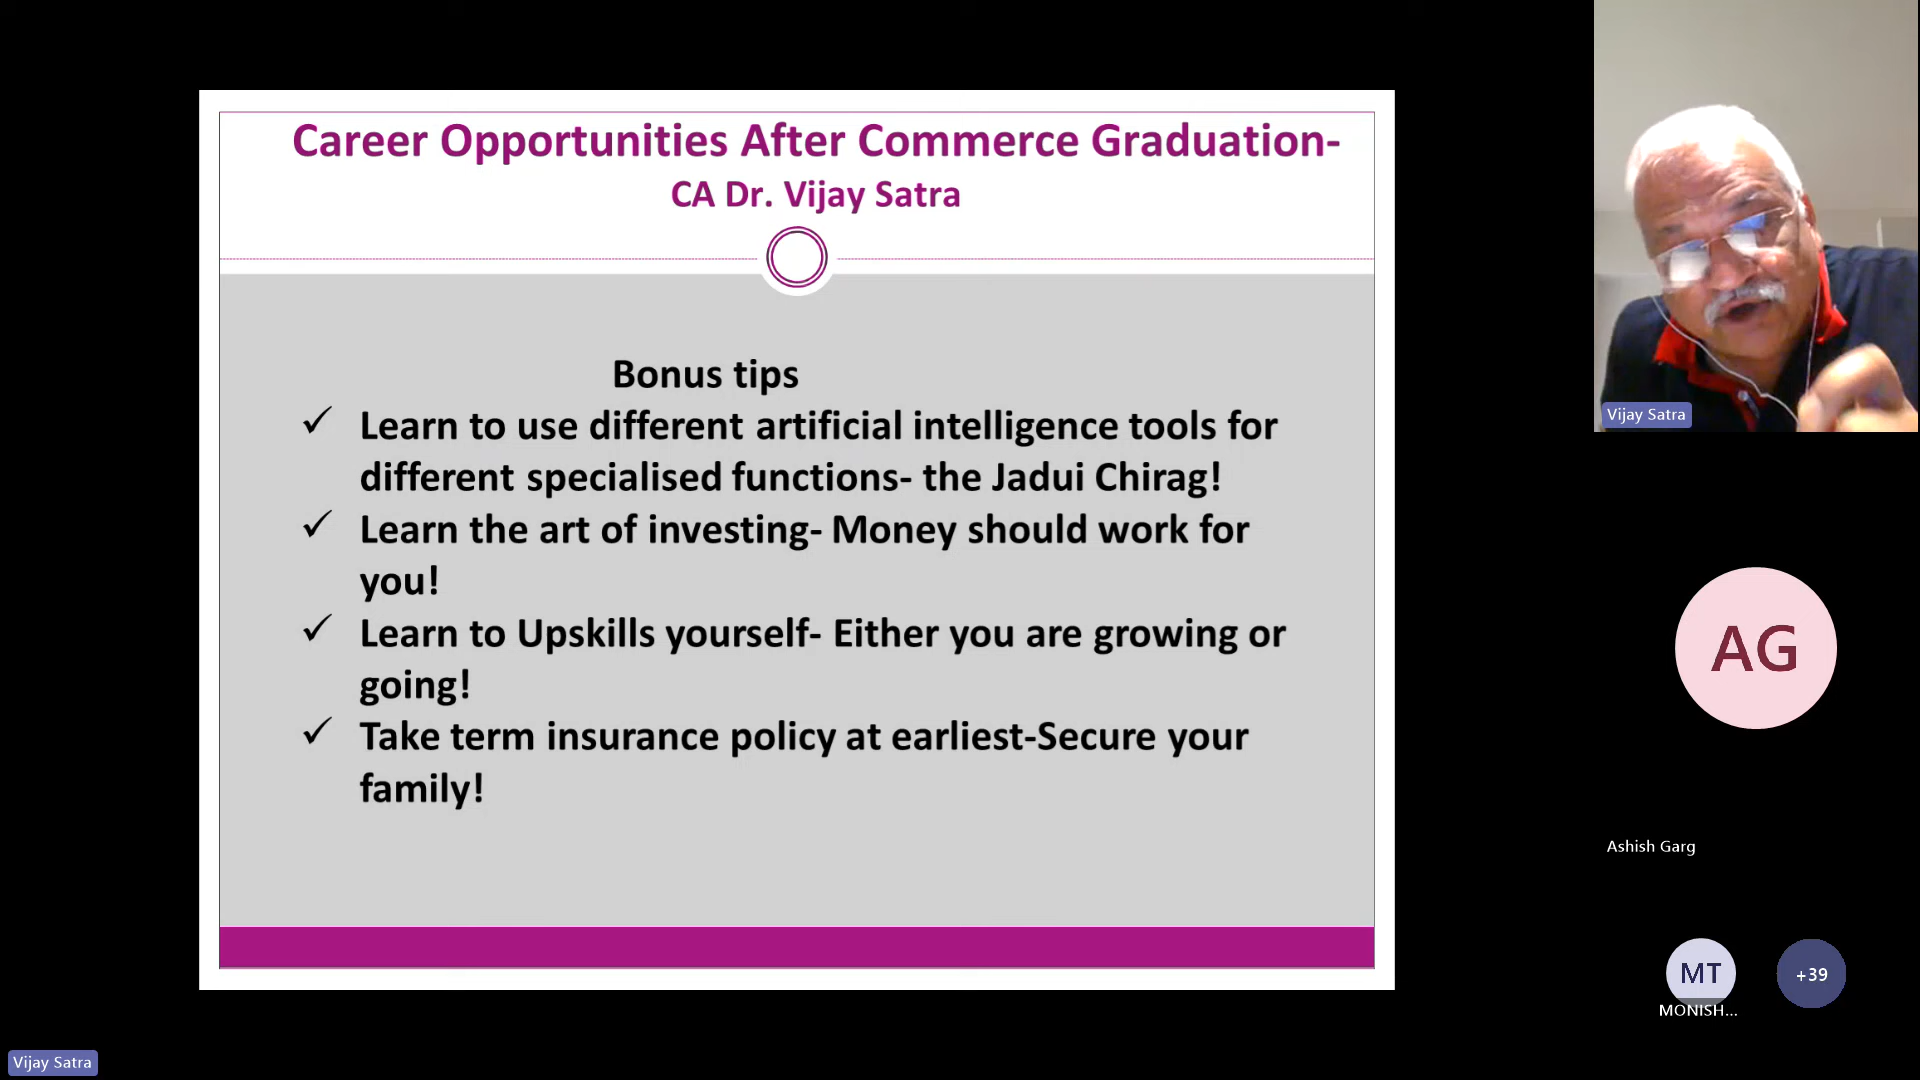 Career Opportunities After Commerce Graduation-
CA Dr. Vijay Satra
Bonus tips
✓ Learn to use different artificial intelligence tools for
different specialised functions- the Jadui Chirag!
✓ Learn the art of investing- Money should work for
you!
✓ Learn to Upskills yourself- Either you are growing or
going!
✓ Take term insurance policy at earliest-Secure your
family!
Vijay Satra
AG
Ashish Garg
MT
+39
MONISH...
Vijay Satra